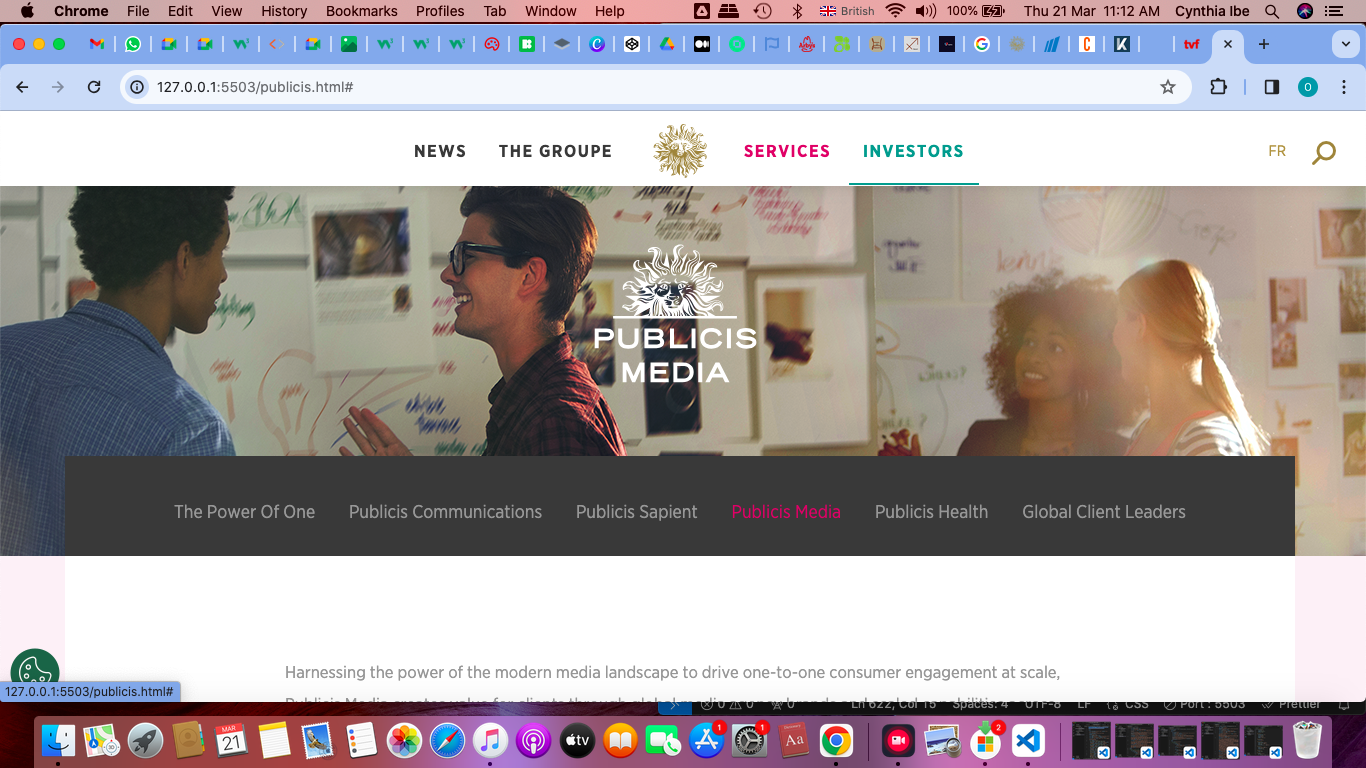 Chrome File Edit View History Bookmarks Profiles Tab Window Help British 100% Thu 21 Mar 11:12 AM Cynthia Ibe
tvf
127.0.0.1:5503/publicis.html# O
NEWS THE GROUPE SERVICES INVESTORS FR
PUBLICIS
MEDIA
The Power Of One Publicis Communications Publicis Sapient Publicis Media Publicis Health Global Client Leaders
Harnessing the power of the modern media landscape to drive one-to-one consumer engagement at scale,
127.0.0.1:5503/publicis.html#
0 0 0 Ln 622, Col 15 Spaces: 4 UTF-8 LF CSS Port : 5503 Prettier
MAR
21
tv
Aa
1
1
2